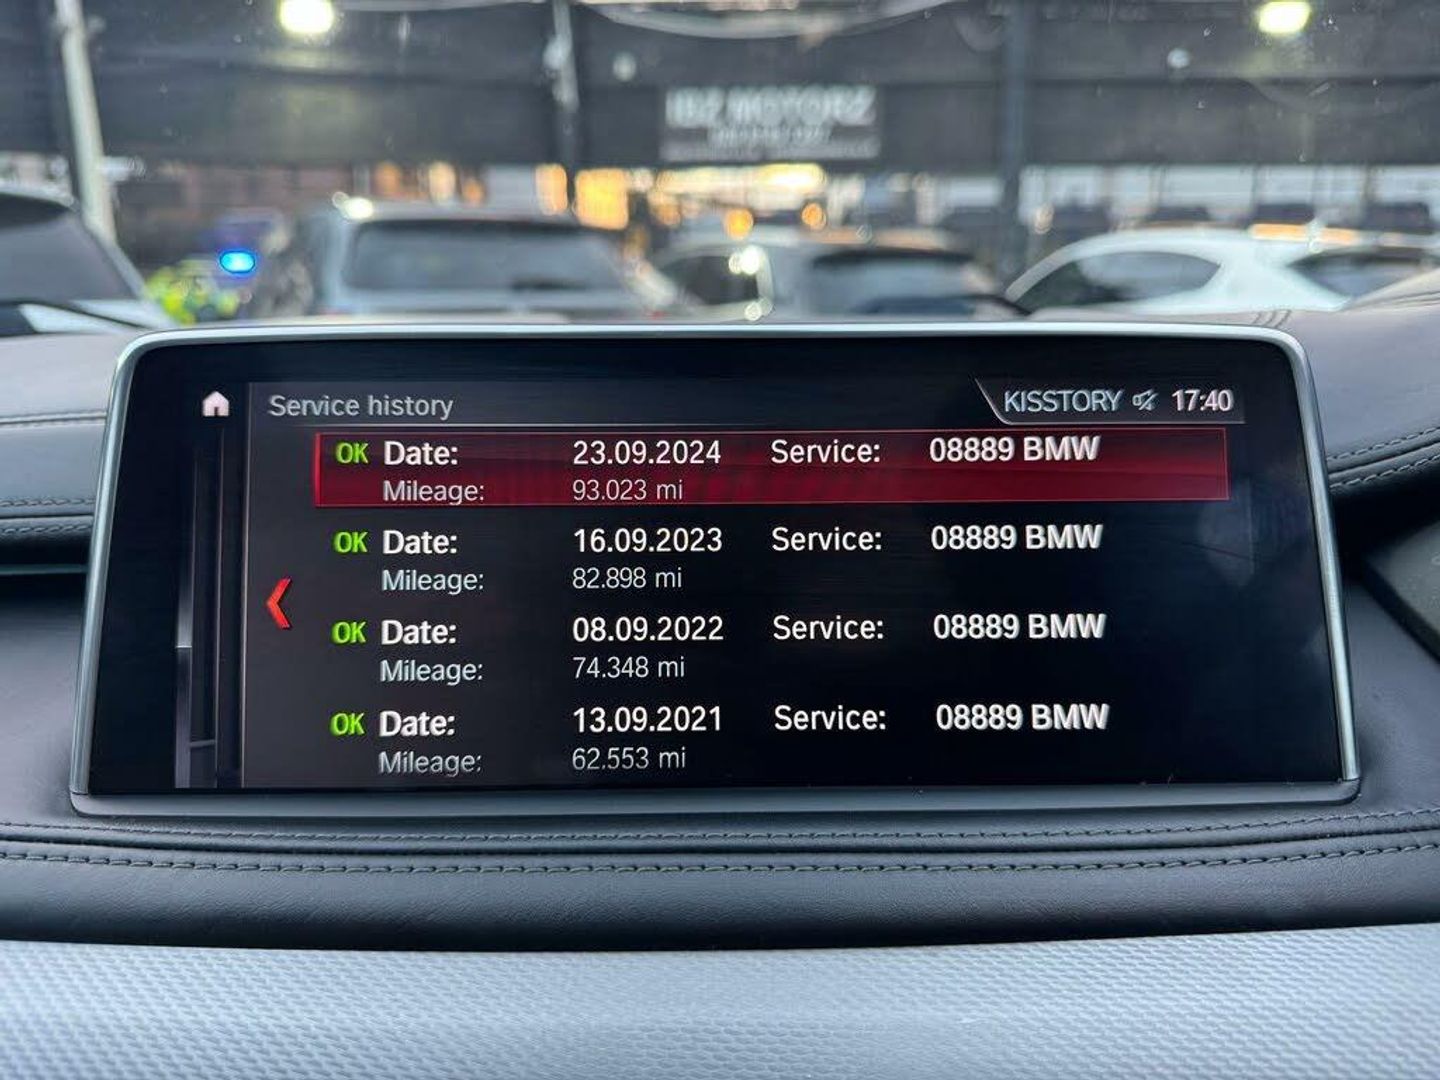 IBZ MOTORZ
Service history
KISSTORY 17:40
OK Date: 23.09.2024 Service: 08889 BMW
Mileage: 93.023 mi
OK Date: 16.09.2023 Service: 08889 BMW
Mileage: 82.898 mi
OK Date: 08.09.2022 Service: 08889 BMW
Mileage: 74.348 mi
OK Date: 13.09.2021 Service: 08889 BMW
Mileage: 62.553 mi